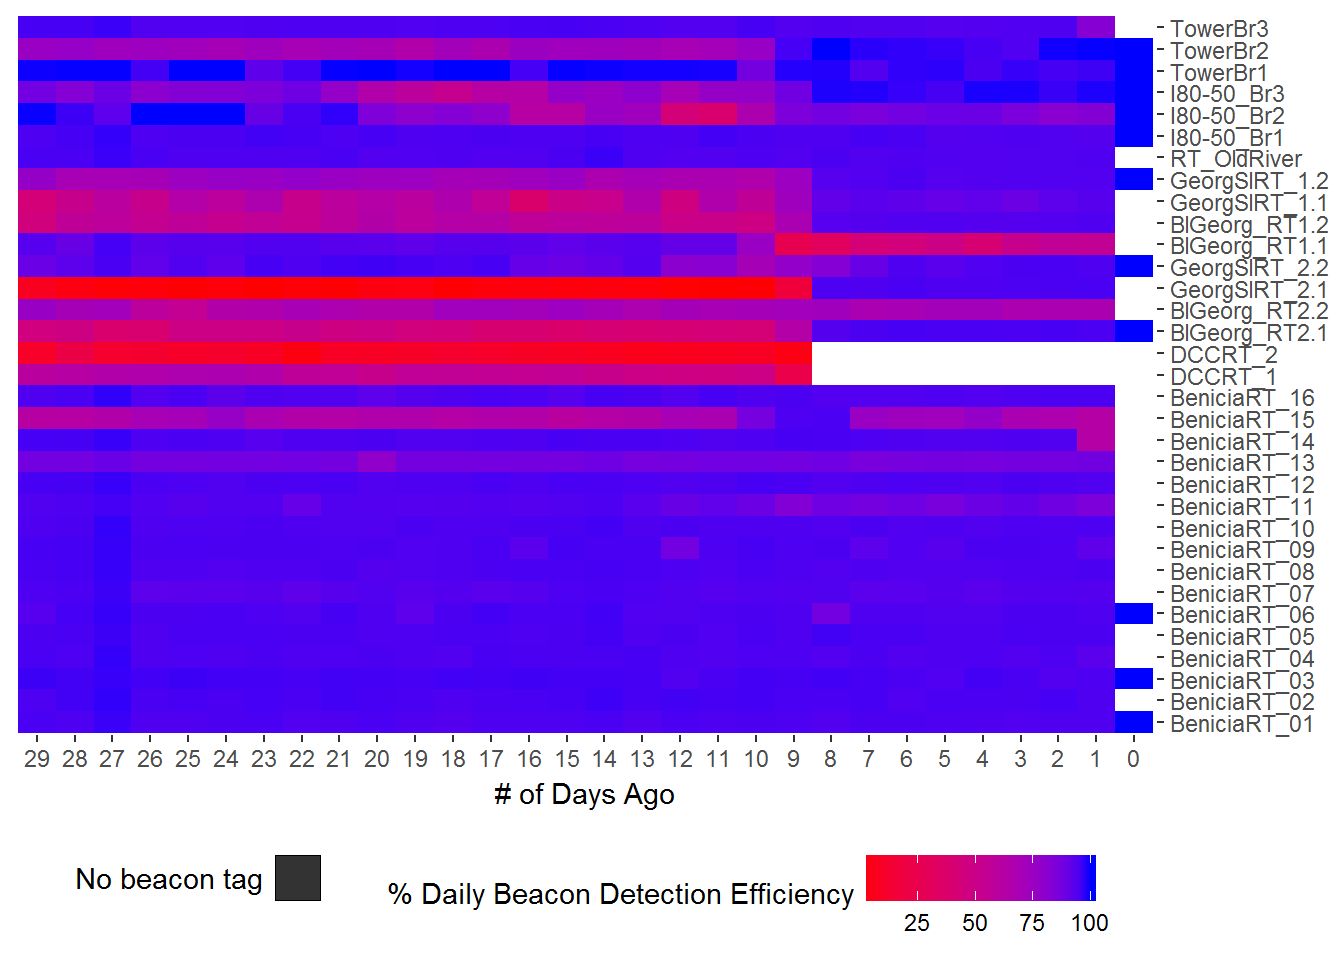 TowerBr3
TowerBr2
TowerBr1
I80-50_Br3
I80-50_Br2
I80-50_Br1
RT_OldRiver
GeorgSlRT_1.2
GeorgSlRT_1.1
BlGeorg_RT1.2
BlGeorg_RT1.1
GeorgSlRT_2.2
GeorgSlRT_2.1
BlGeorg_RT2.2
BlGeorg_RT2.1
DCCRT_2
DCCRT_1
BeniciaRT_16
BeniciaRT_15
BeniciaRT_14
BeniciaRT_13
BeniciaRT_12
BeniciaRT_11
BeniciaRT_10
BeniciaRT_09
BeniciaRT_08
BeniciaRT_07
BeniciaRT_06
BeniciaRT_05
BeniciaRT_04
BeniciaRT_03
BeniciaRT_02
BeniciaRT_01
29 28 27 26 25 24 23 22 21 20 19 18 17 16 15 14 13 12 11 10 9 8 7 6 5 4 3 2 1 0
# of Days Ago
No beacon tag
% Daily Beacon Detection Efficiency
25 50 75 100